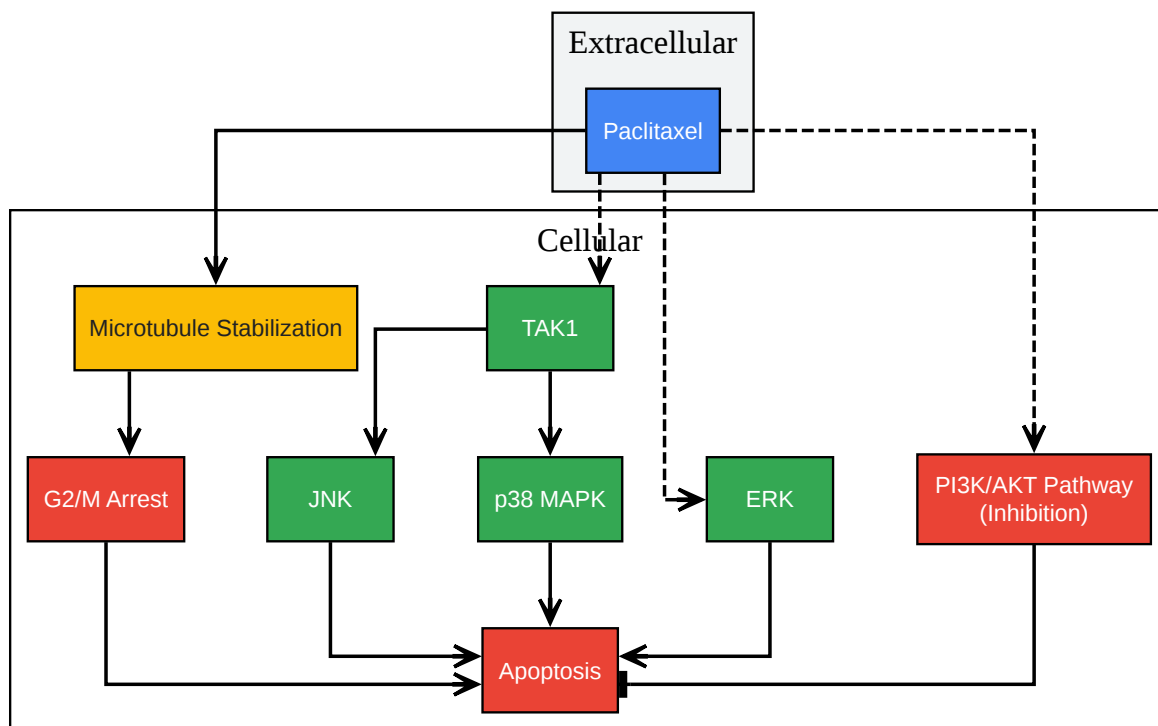 Extracellular
Paclitaxel
Cellular
Microtubule Stabilization
TAK1
G2/M Arrest
JNK
p38 MAPK
ERK
PI3K/AKT Pathway
(Inhibition)
Apoptosis